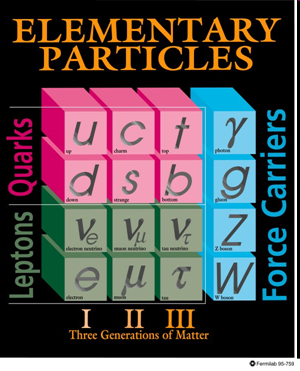 ELEMENTARY
PARTICLES
Quarks
Leptons
Force Carriers
u c t γ
up charm top photon
d s b g
down strange bottom gluon
νe νμ ντ Z
electron neutrino muon neutrino tau neutrino Z boson
e μ τ W
electron muon tau W boson
I II III
Three Generations of Matter
Fermilab 95-759